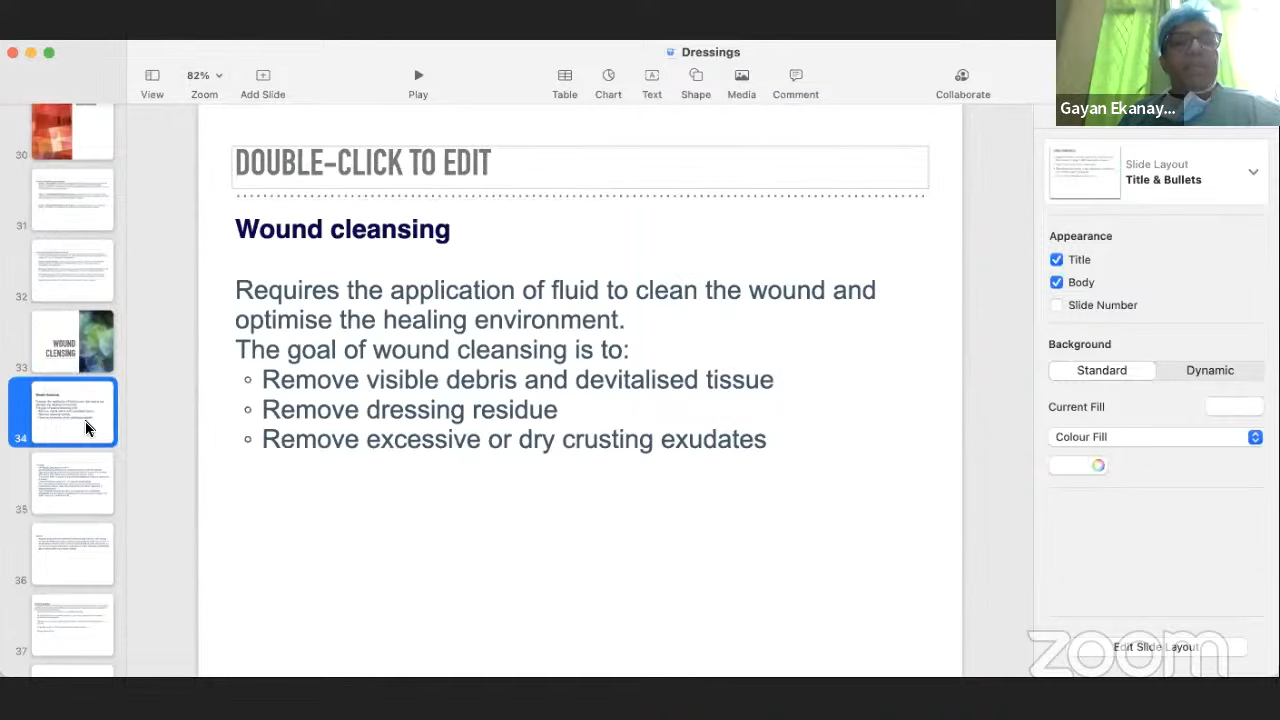 Dressings
View
82%
Zoom
Add Slide
Play
Table
Chart
Text
Shape
Media
Comment
Collaborate
Gayan Ekanay...
30
31
32
33
WOUND
CLENSING
34
35
36
37
DOUBLE-CLICK TO EDIT
Wound cleansing
Requires the application of fluid to clean the wound and
optimise the healing environment.
The goal of wound cleansing is to:
◦ Remove visible debris and devitalised tissue
◦ Remove dressing residue
◦ Remove excessive or dry crusting exudates
Slide Layout
Title & Bullets
Appearance
Title
Body
Slide Number
Background
Standard
Dynamic
Current Fill
Colour Fill
Edit Slide Layout
zoom